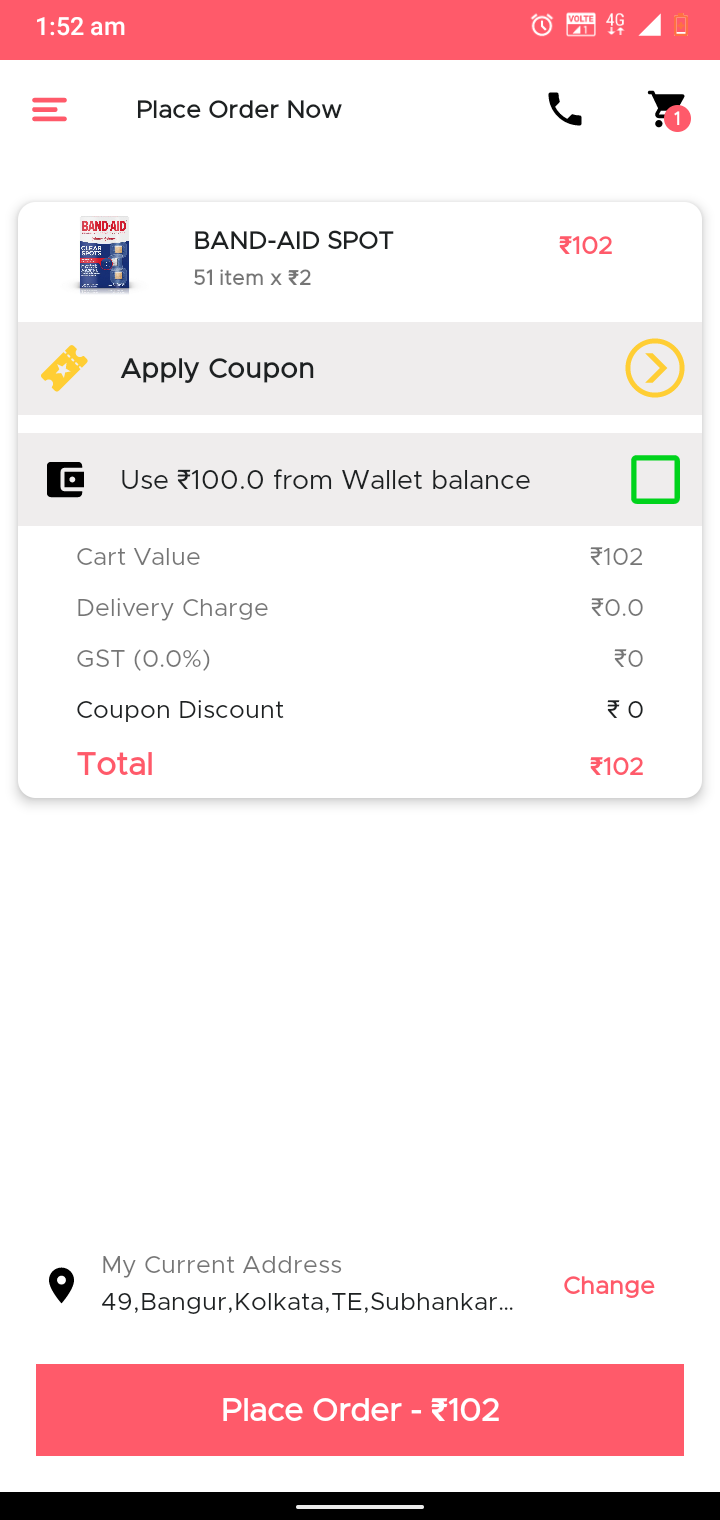 1:52 am
VOLTE
1
4G
Place Order Now
1
BAND-AID
CLEAR
SPOTS
BAND-AID SPOT
₹102
51 item x ₹2
Apply Coupon
Use ₹100.0 from Wallet balance
Cart Value ₹102
Delivery Charge ₹0.0
GST (0.0%) ₹0
Coupon Discount ₹ 0
Total ₹102
My Current Address
49,Bangur,Kolkata,TE,Subhankar...
Change
Place Order - ₹102